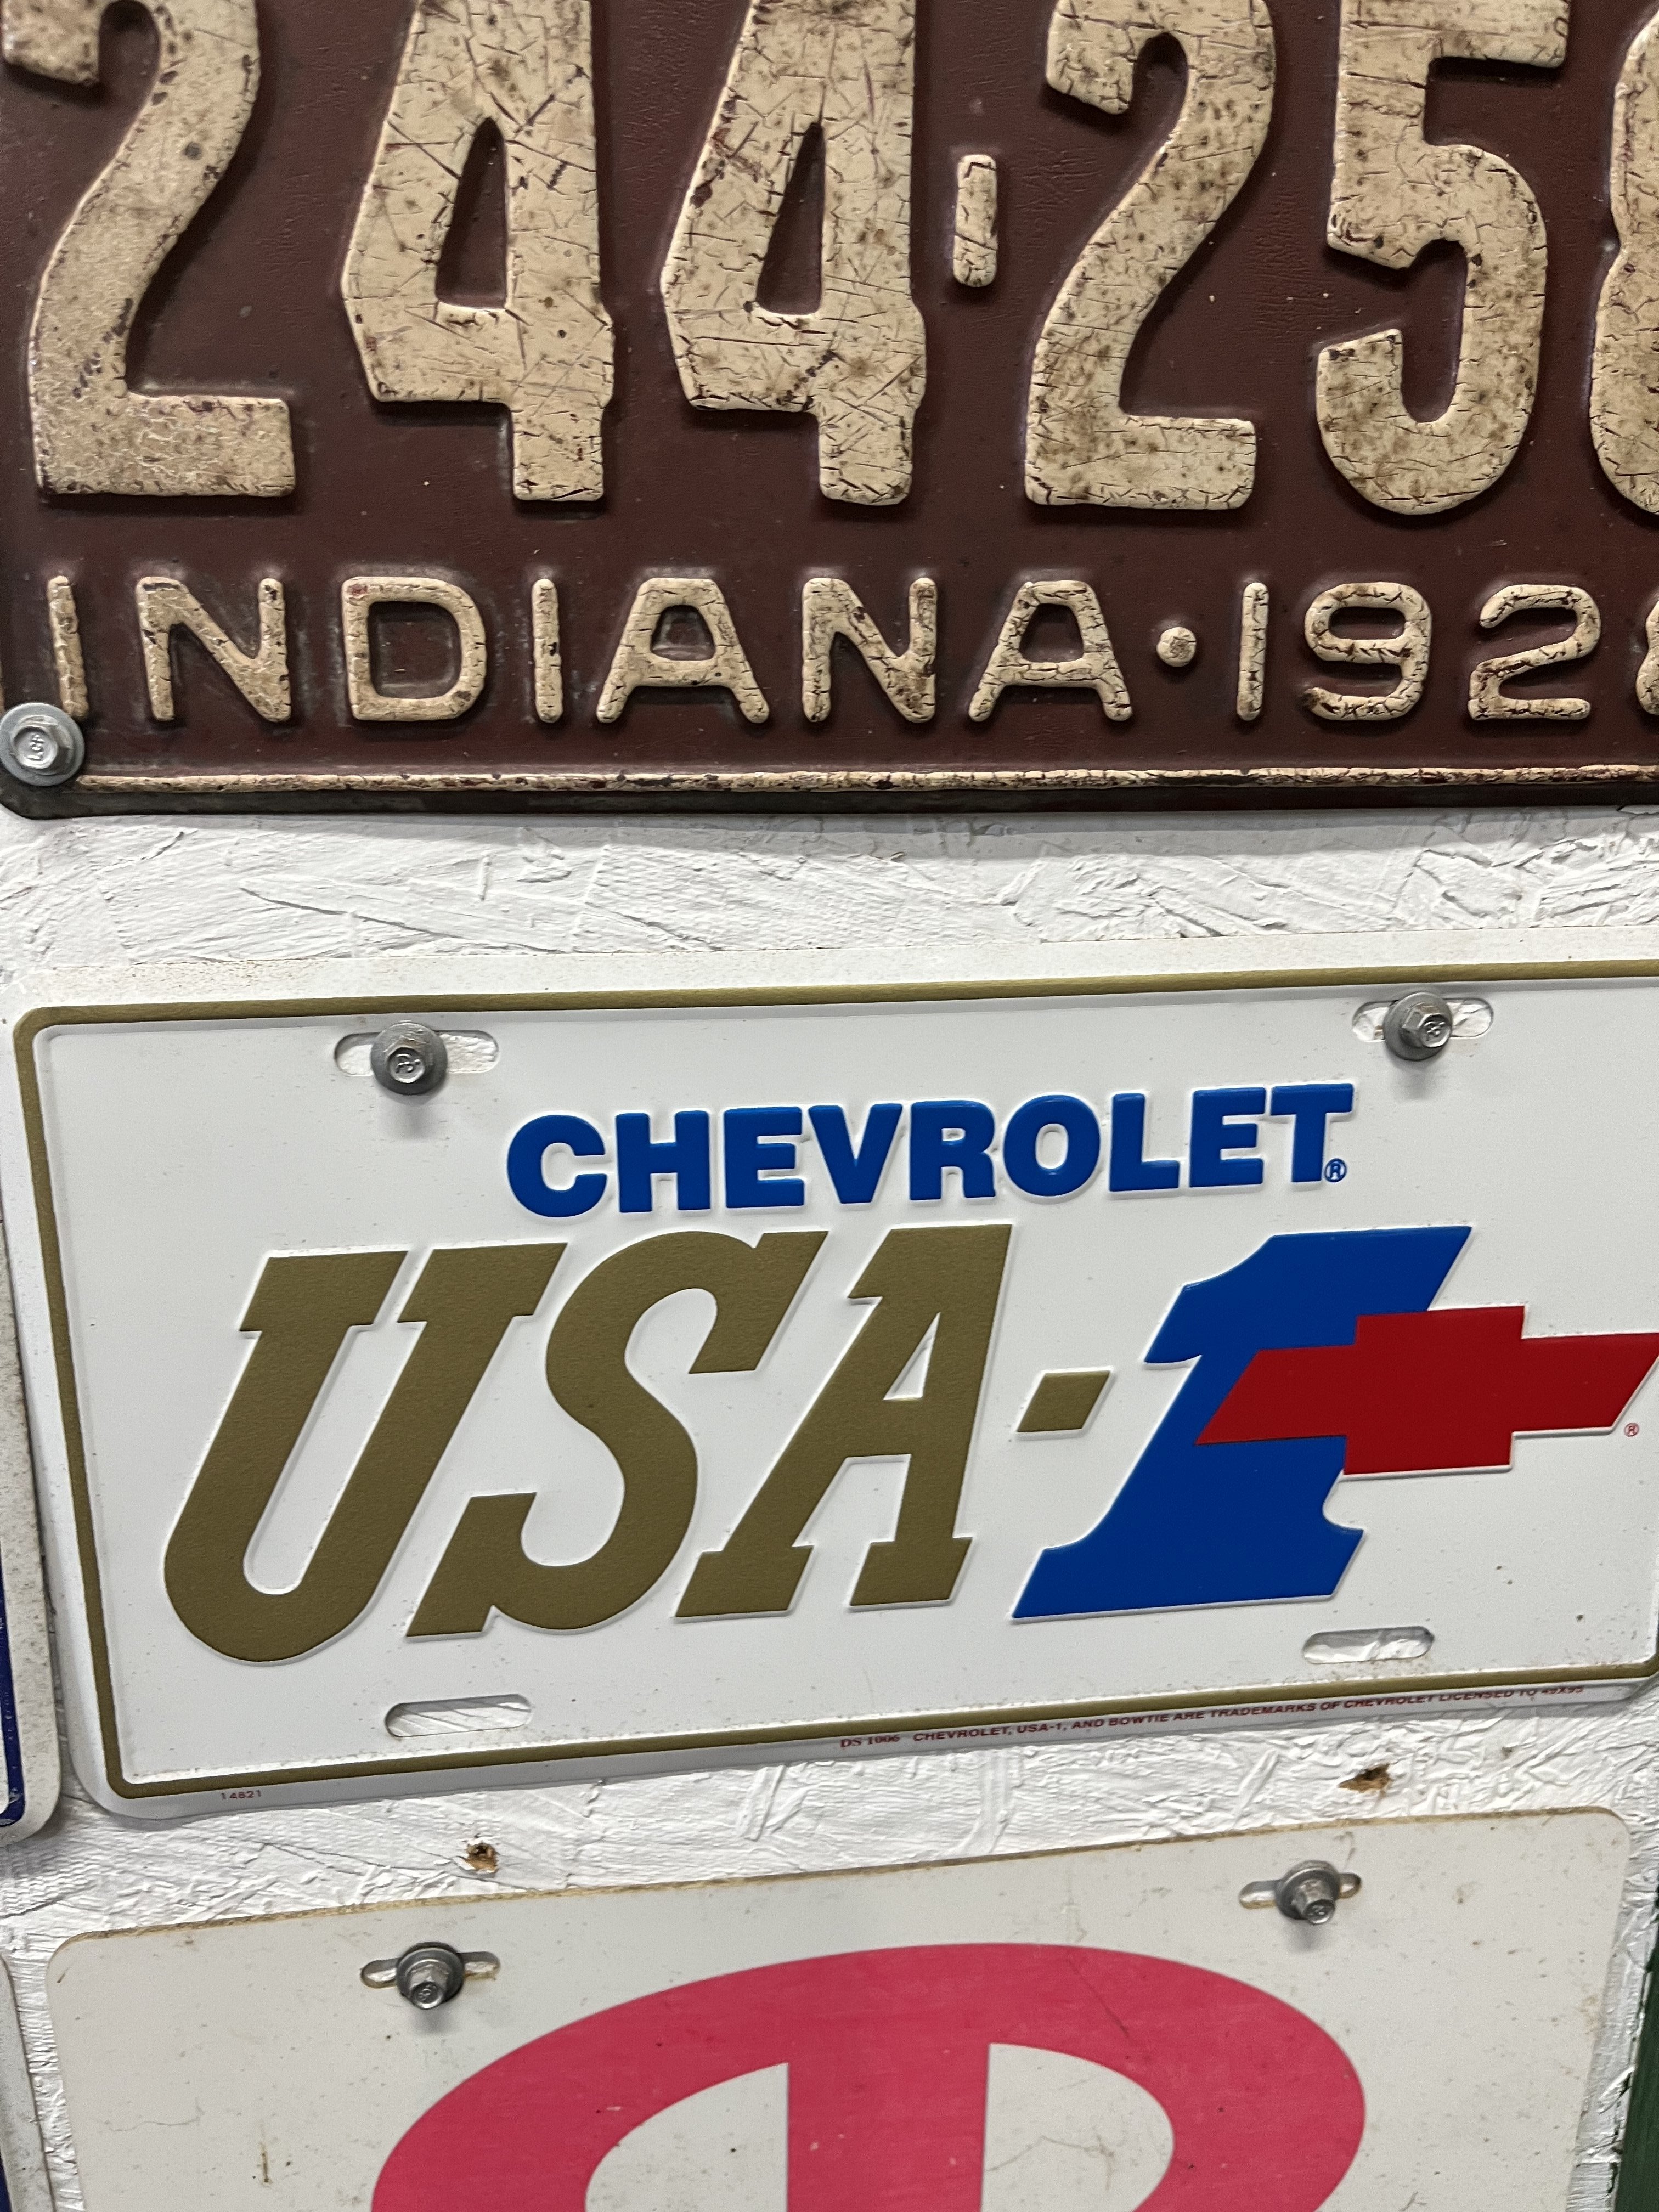 244-25
INDIANA·192
CHEVROLET®
USA-1
®
DS 1006 CHEVROLET, USA-1, AND BOWTIE ARE TRADEMARKS OF CHEVROLET LICENSED TO
14821